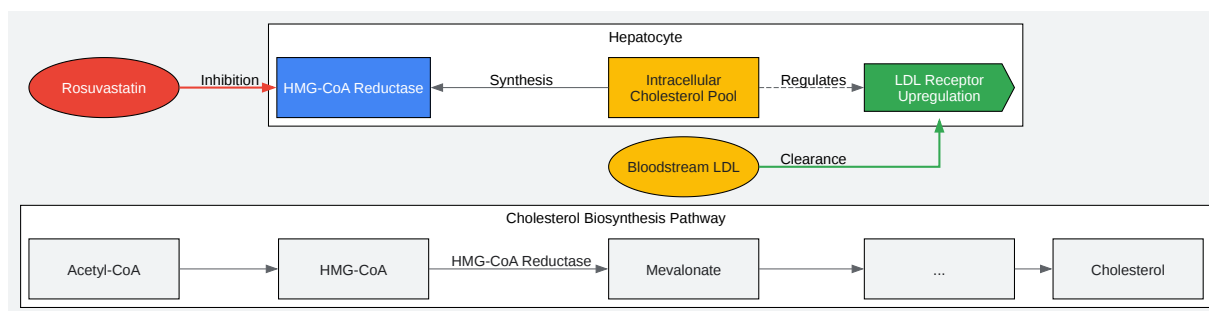 Hepatocyte
Rosuvastatin
Inhibition
HMG-CoA Reductase
Synthesis
Intracellular
Cholesterol Pool
Regulates
LDL Receptor
Upregulation
Bloodstream LDL
Clearance
Cholesterol Biosynthesis Pathway
Acetyl-CoA
HMG-CoA
HMG-CoA Reductase
Mevalonate
...
Cholesterol